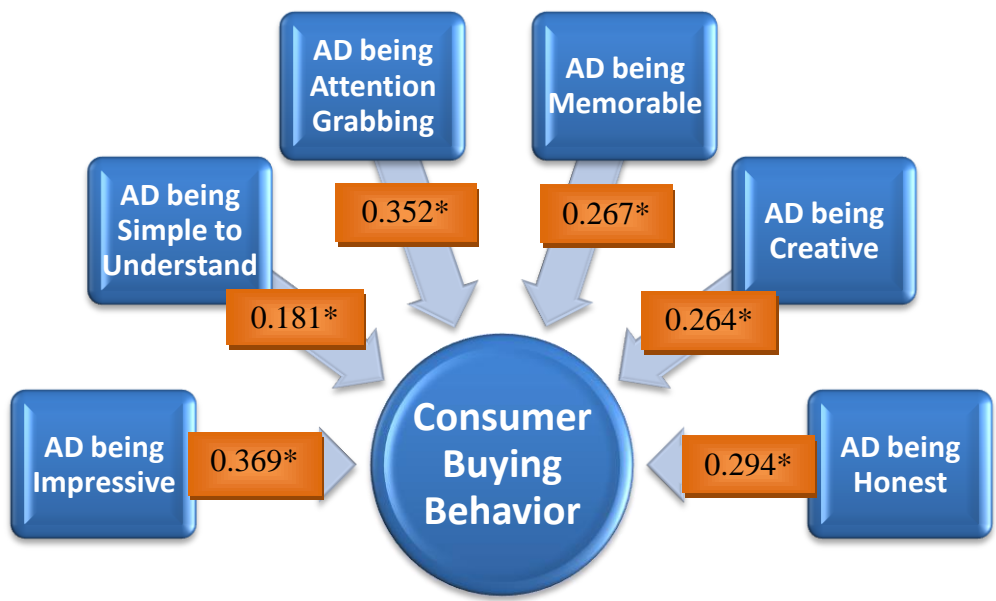 AD being
Attention
Grabbing
AD being
Memorable
0.352*
0.267*
AD being
Simple to
Understand
AD being
Creative
0.181*
0.264*
AD being
Impressive
0.369*
Consumer
Buying
Behavior
0.294*
AD being
Honest